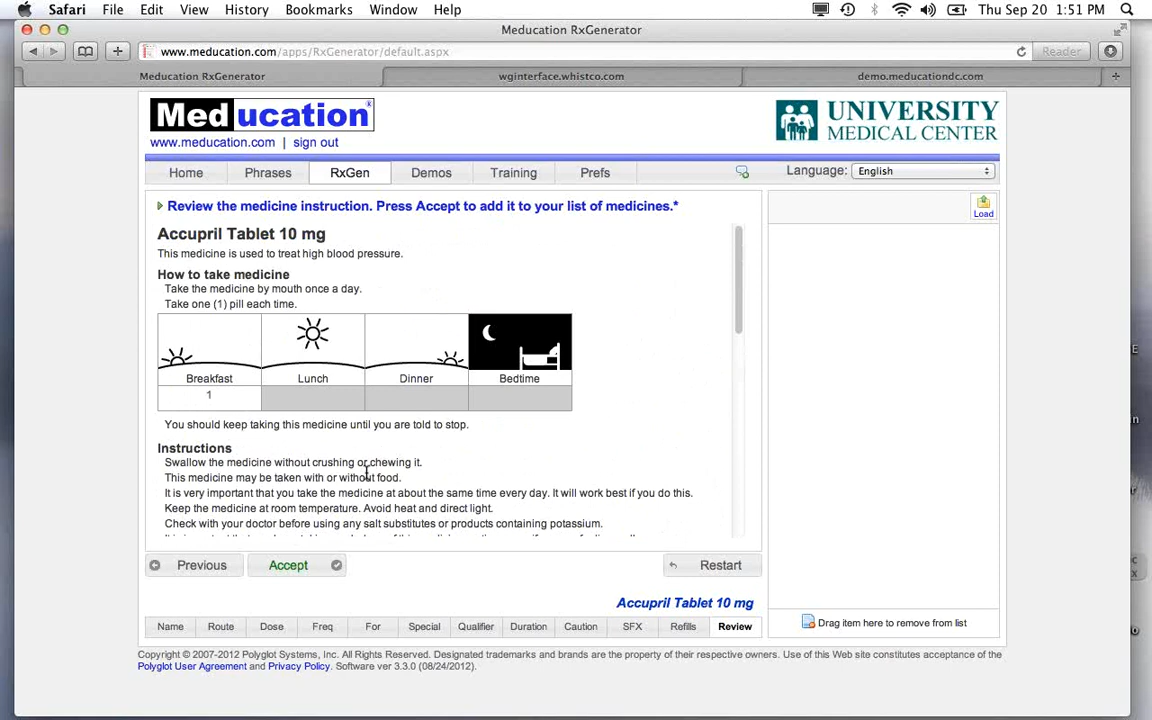 Safari File Edit View History Phrases Bookmarks Window Help Thu Sep 20 1:51 PM
Meducation RxGenerator
www.meducation.com/apps/RxGenerator/default.aspx Reader
Meducation RxGenerator wginterface.whistco.com demo.meducationdc.com
Meducation®
UNIVERSITY
MEDICAL CENTER
www.meducation.com | sign out
Home Phrases RxGen Demos Training Prefs Language: English
Review the medicine instruction. Press Accept to add it to your list of medicines.*
Load
Accupril Tablet 10 mg
This medicine is used to treat high blood pressure.
How to take medicine
Take the medicine by mouth once a day.
Take one (1) pill each time.
Breakfast Lunch Dinner Bedtime
1
You should keep taking this medicine until you are told to stop.
Instructions
Swallow the medicine without crushing or chewing it.
This medicine may be taken with or without food.
It is very important that you take the medicine at about the same time every day. It will work best if you do this.
Keep the medicine at room temperature. Avoid heat and direct light.
Check with your doctor before using any salt substitutes or products containing potassium.
Previous Accept Restart
Accupril Tablet 10 mg
Drag item here to remove from list
Name Route Dose Freq For Special Qualifier Duration Caution SFX Refills Review
Copyright © 2007-2012 Polyglot Systems, Inc. All Rights Reserved. Designated trademarks and brands are the property of their respective owners. Use of this Web site constitutes acceptance of the
Polyglot User Agreement and Privacy Policy. Software ver 3.3.0 (08/24/2012).